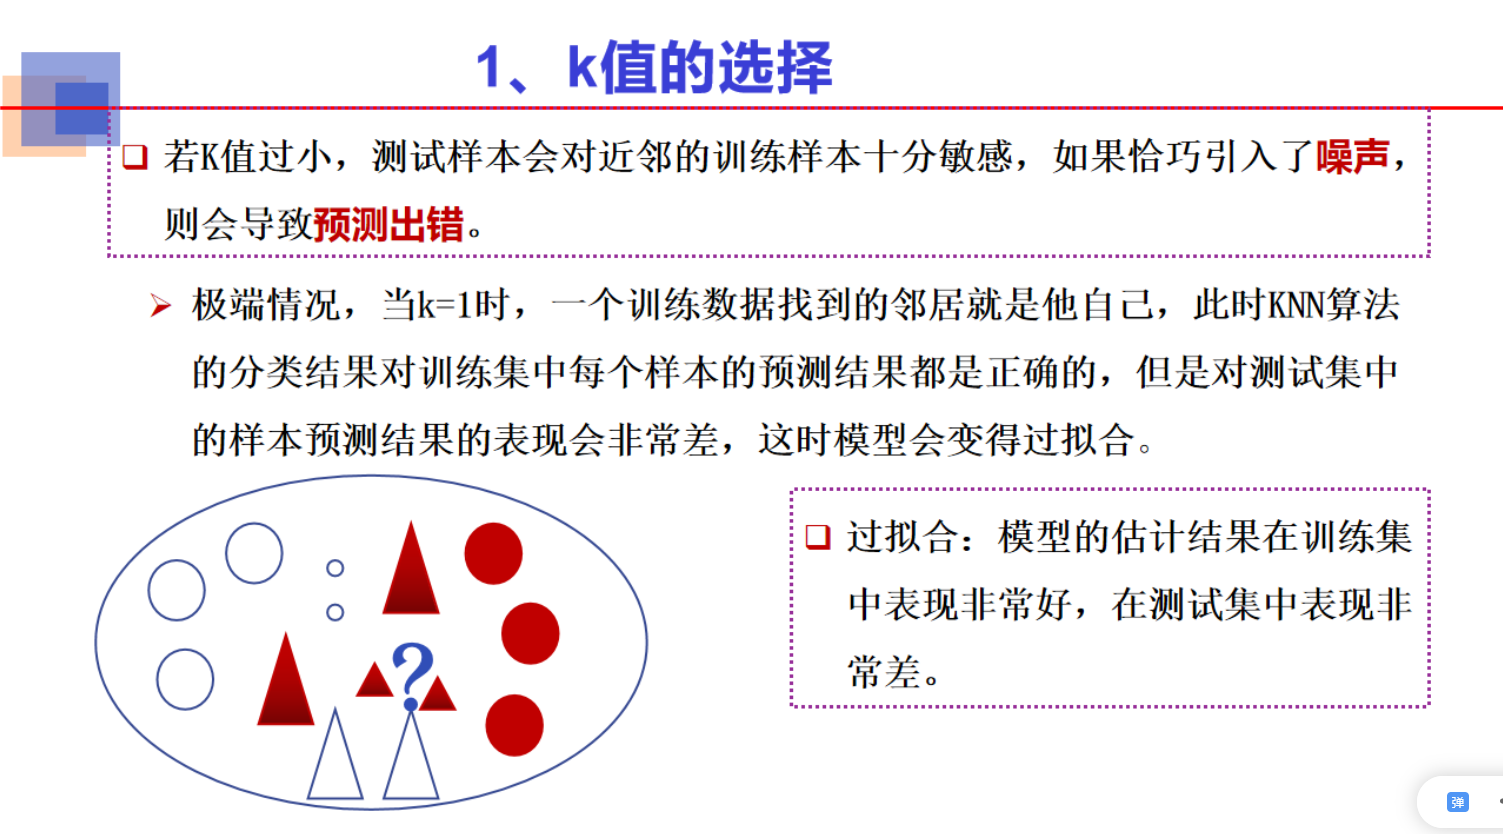 1、k值的选择
若K值过小，测试样本会对近邻的训练样本十分敏感，如果恰巧引入了噪声，
则会导致预测出错。
极端情况，当k=1时，一个训练数据找到的邻居就是他自己，此时KNN算法
的分类结果对训练集中每个样本的预测结果都是正确的，但是对测试集中
的样本预测结果的表现会非常差，这时模型会变得过拟合。
?
过拟合：模型的估计结果在训练集
中表现非常好，在测试集中表现非
常差。
弹